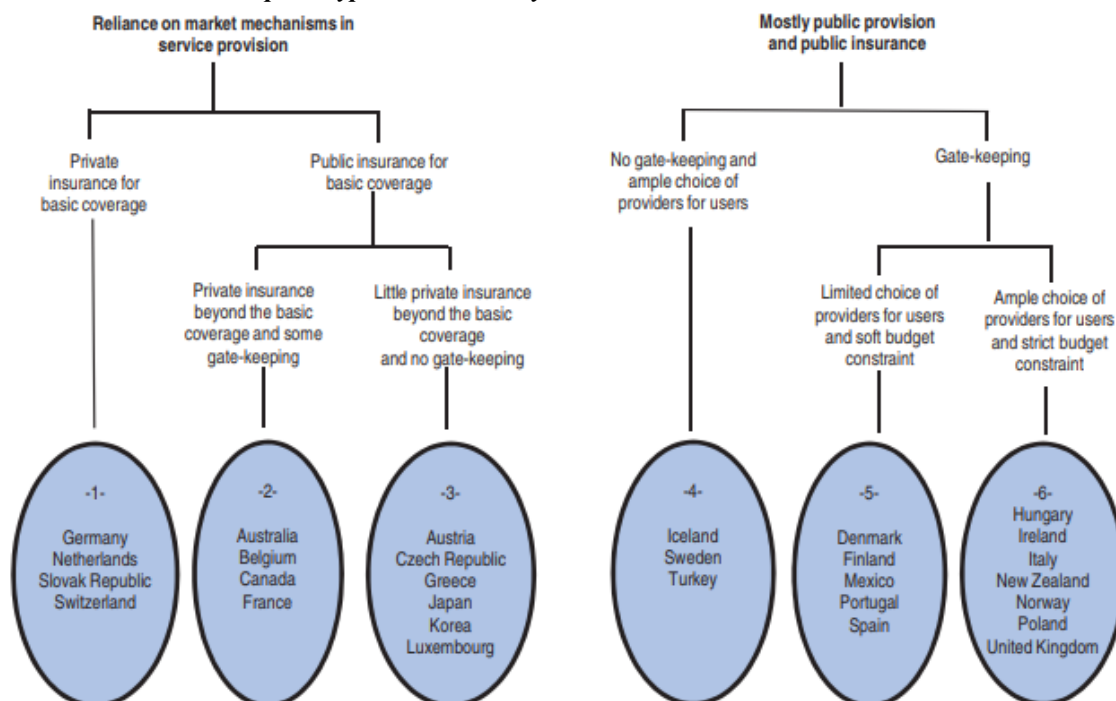 Reliance on market mechanisms in
service provision
Mostly public provision
and public insurance
Private
insurance for
basic coverage
Public insurance for
basic coverage
No gate-keeping and
ample choice of
providers for users
Gate-keeping
Private insurance
beyond the basic
coverage and some
gate-keeping
Little private insurance
beyond the basic
coverage
and no gate-keeping
Limited choice of
providers for users
and soft budget
constraint
Ample choice of
providers for users
and strict budget
constraint
-1-
Germany
Netherlands
Slovak Republic
Switzerland
-2-
Australia
Belgium
Canada
France
-3-
Austria
Czech Republic
Greece
Japan
Korea
Luxembourg
-4-
Iceland
Sweden
Turkey
-5-
Denmark
Finland
Mexico
Portugal
Spain
-6-
Hungary
Ireland
Italy
New Zealand
Norway
Poland
United Kingdom